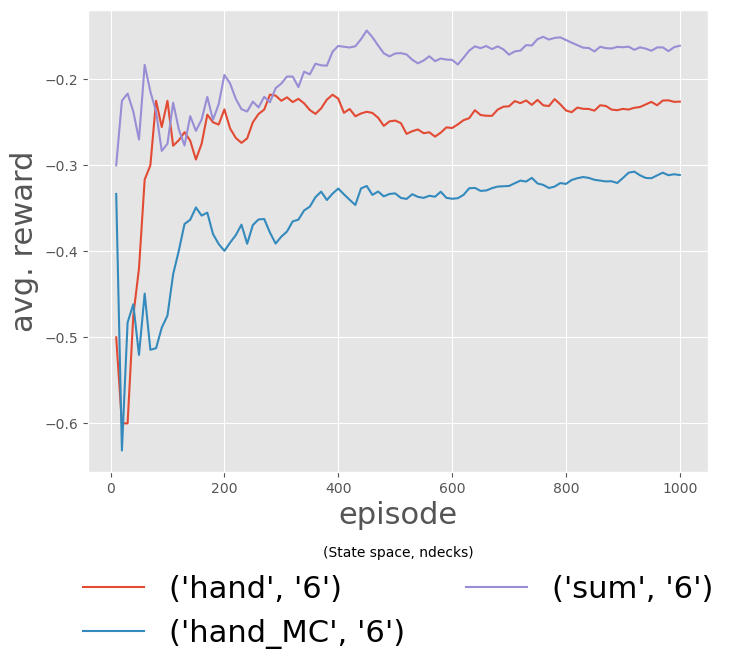 −0.2
−0.3
−0.4
−0.5
−0.6
avg. reward
0 200 400 600 800 1000
episode
(State space, ndecks)
('hand', '6') ('sum', '6')
('hand_MC', '6')